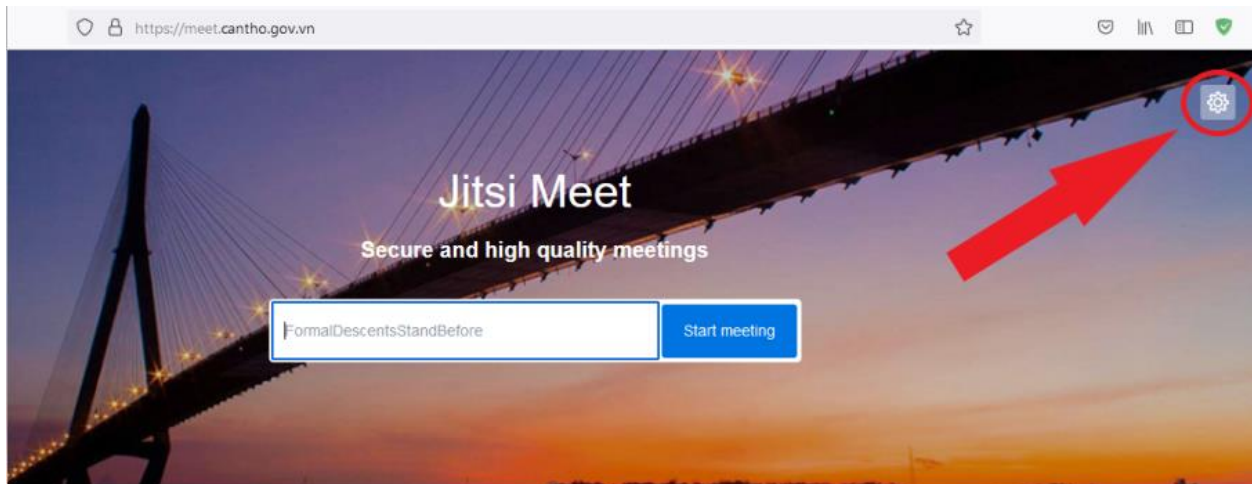 https://meet.cantho.gov.vn
Jitsi Meet
Secure and high quality meetings
FormalDescentsStandBefore
Start meeting